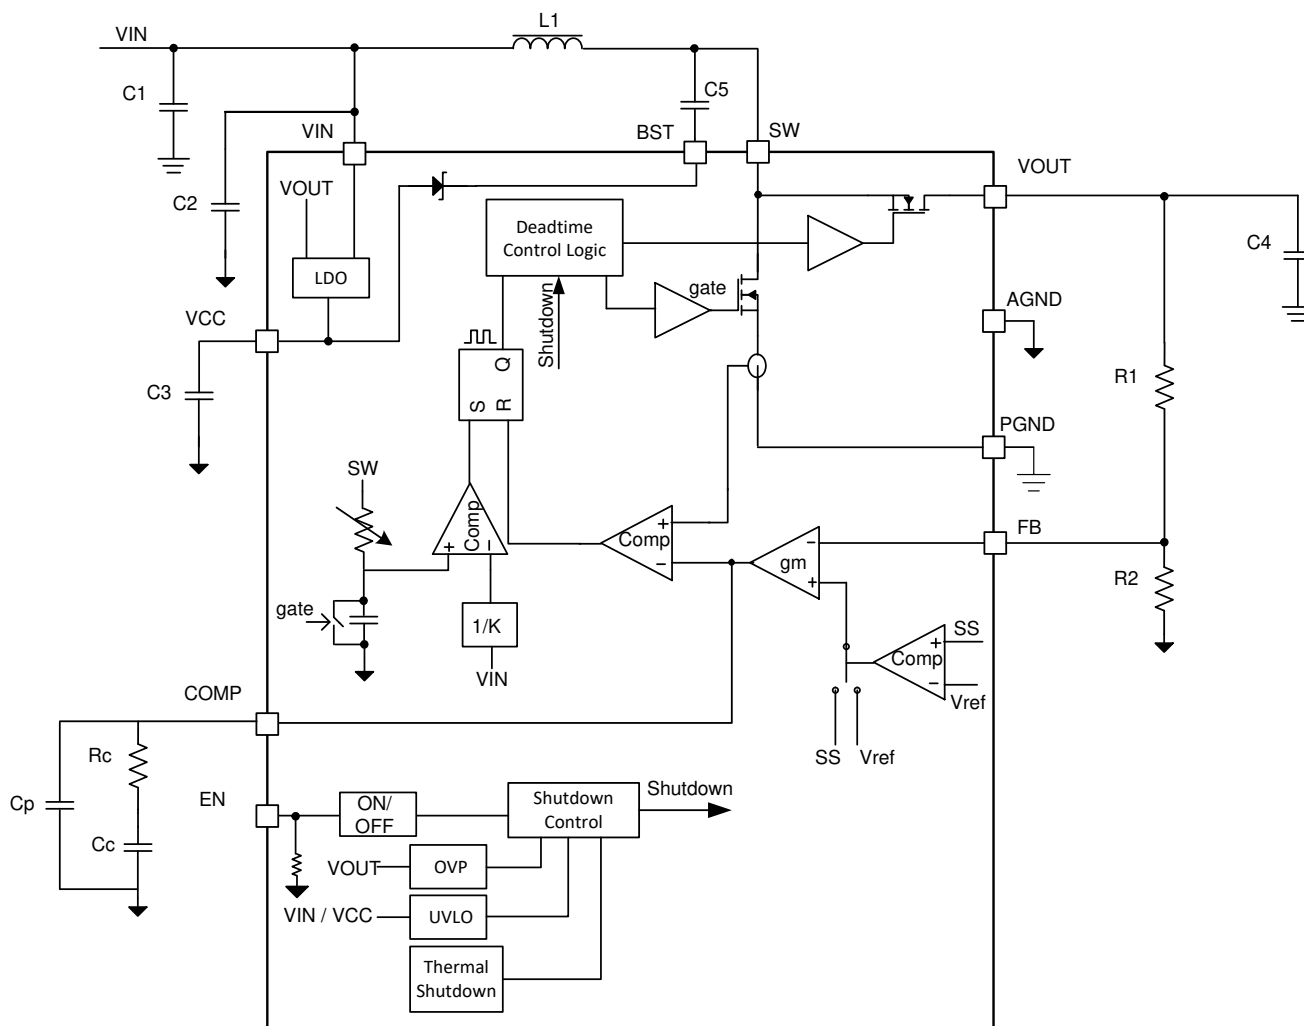 L1
VIN
C1
C5
VIN
BST
SW
VOUT
VOUT
C2
Deadtime
Control Logic
C4
LDO
gate
AGND
VCC
Shutdown
Q
S
R
C3
R1
PGND
SW
Comp
+
−
+
Comp
−
FB
−
gm
+
R2
gate
1/K
SS
+
Comp
−
Vref
VIN
COMP
SS
Vref
Rc
Cp
Cc
EN
ON/
OFF
Shutdown
Control
Shutdown
VOUT
OVP
VIN / VCC
UVLO
Thermal
Shutdown